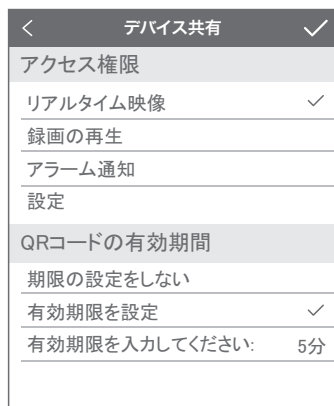 デバイス共有
アクセス権限
リアルタイム映像
録画の再生
アラーム通知
設定
QRコードの有効期間
期限の設定をしない
有効期限を設定
有効期限を入力してください: 5分